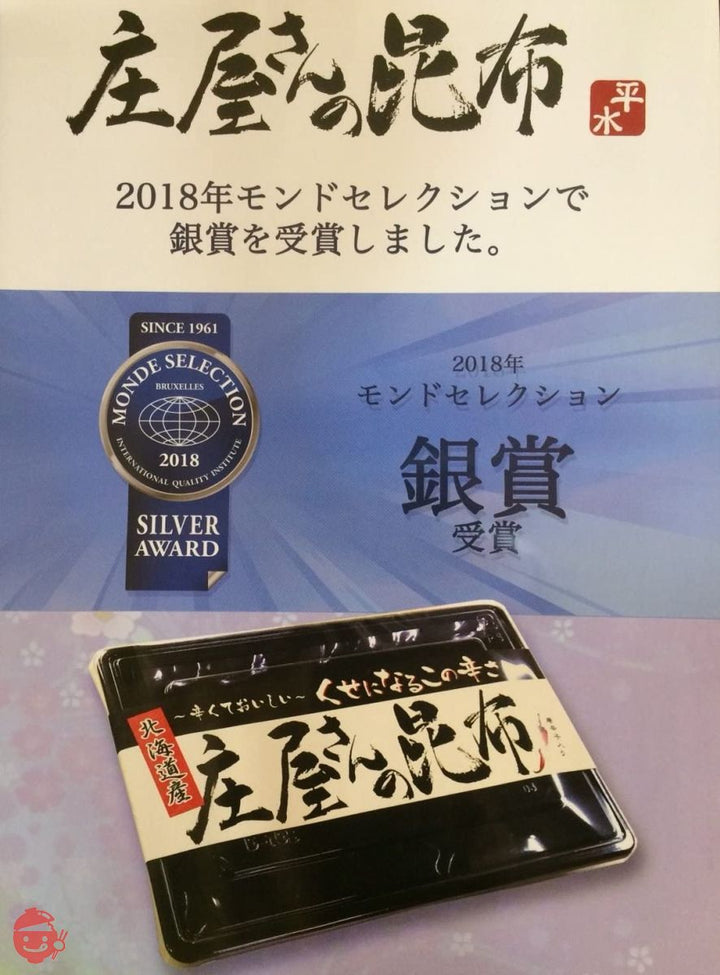 庄屋さんの昆布
平
水
2018年モンドセレクションで
銀賞を受賞しました。
SINCE 1961
MONDE SELECTION
BRUXELLES
2018
INTERNATIONAL QUALITY INSTITUTE
SILVER
AWARD
2018年
モンドセレクション
銀賞
受賞
～辛くておいしい～ くせになるこの辛さ
北海道産
庄屋さんの昆布